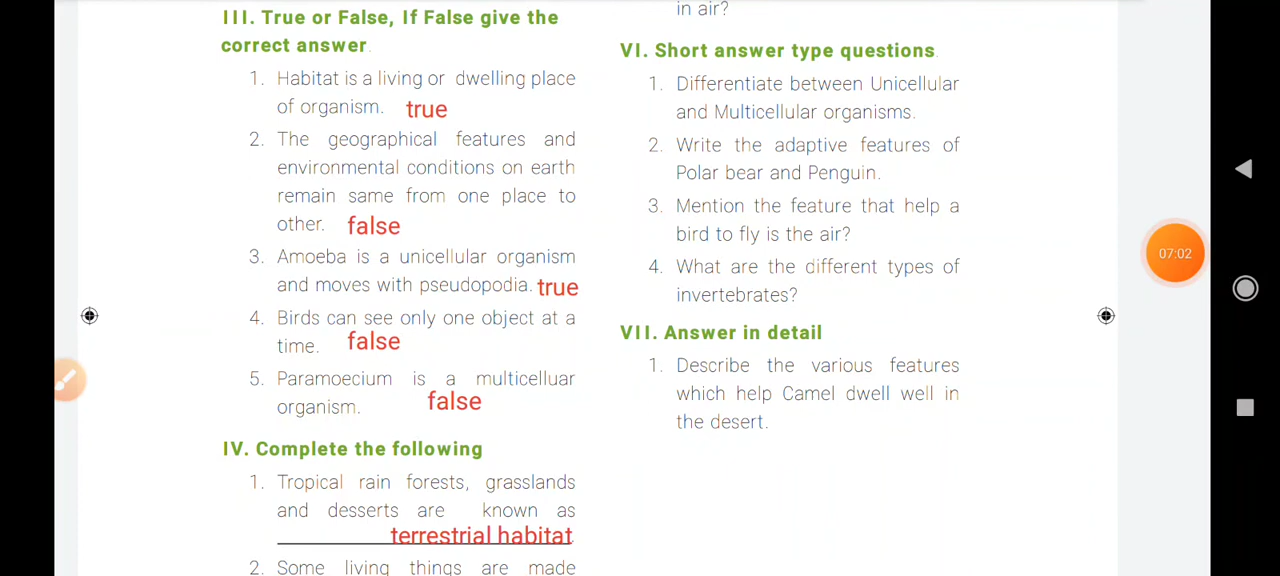 III. True or False, If False give the
correct answer.
1. Habitat is a living or dwelling place
of organism. true
2. The geographical features and
environmental conditions on earth
remain same from one place to
other. false
3. Amoeba is a unicellular organism
and moves with pseudopodia. true
4. Birds can see only one object at a
time. false
5. Paramoecium is a multicelluar
organism. false
IV. Complete the following
1. Tropical rain forests, grasslands
and desserts are known as
terrestrial habitat.
2. Some living things are made
in air?
VI. Short answer type questions.
1. Differentiate between Unicellular
and Multicellular organisms.
2. Write the adaptive features of
Polar bear and Penguin.
3. Mention the feature that help a
bird to fly is the air?
4. What are the different types of
invertebrates?
VII. Answer in detail
1. Describe the various features
which help Camel dwell well in
the desert.
07:02